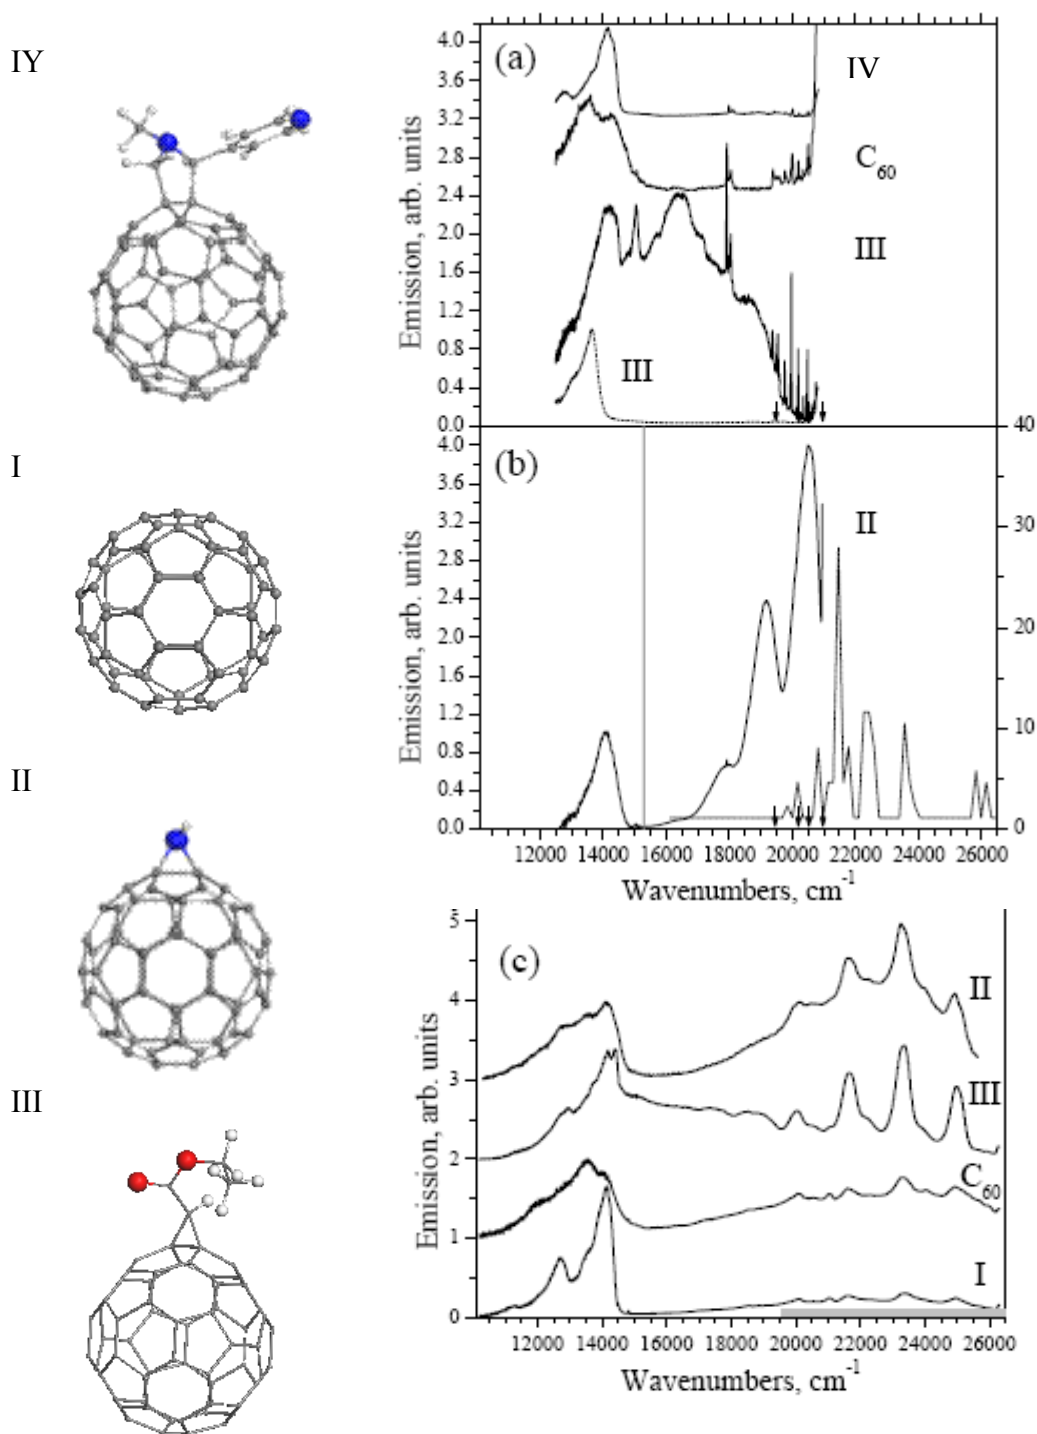 IY
I
II
III
(a)
IV
C60
III
III
4.0
3.6
3.2
2.8
2.4
2.0
1.6
1.2
0.8
0.4
0.0
Emission, arb. units
(b)
II
4.0
3.6
3.2
2.8
2.4
2.0
1.6
1.2
0.8
0.4
0.0
Emission, arb. units
40
30
20
10
0
12000 14000 16000 18000 20000 22000 24000 26000
Wavenumbers, cm-1
(c)
II
III
C60
I
5
4
3
2
1
0
Emission, arb. units
12000 14000 16000 18000 20000 22000 24000 26000
Wavenumbers, cm-1